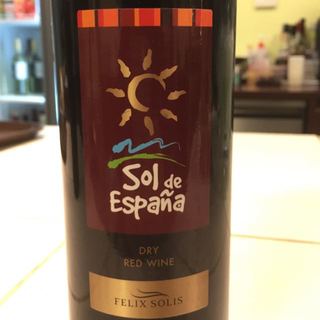 Sol de
España
DRY
RED WINE
FELIX SOLIS